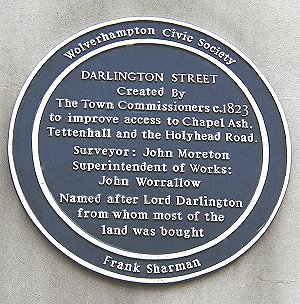 Wolverhampton Civic Society
DARLINGTON STREET
Created By
The Town Commissioners c.1823
to improve access to Chapel Ash,
Tettenhall and the Holyhead Road.
Surveyor: John Moreton
Superintendent of Works:
John Worrallow
Named after Lord Darlington
from whom most of the
land was bought
Frank Sharman